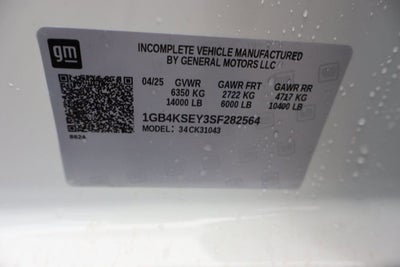 gm
INCOMPLETE VEHICLE MANUFACTURED
BY GENERAL MOTORS LLC
04/25 GVWR GAWR FRT GAWR RR
6350 KG 2722 KG 4717 KG
14000 LB 6000 LB 10400 LB
1GB4KSEY3SF282564
MODEL: 34CK31043